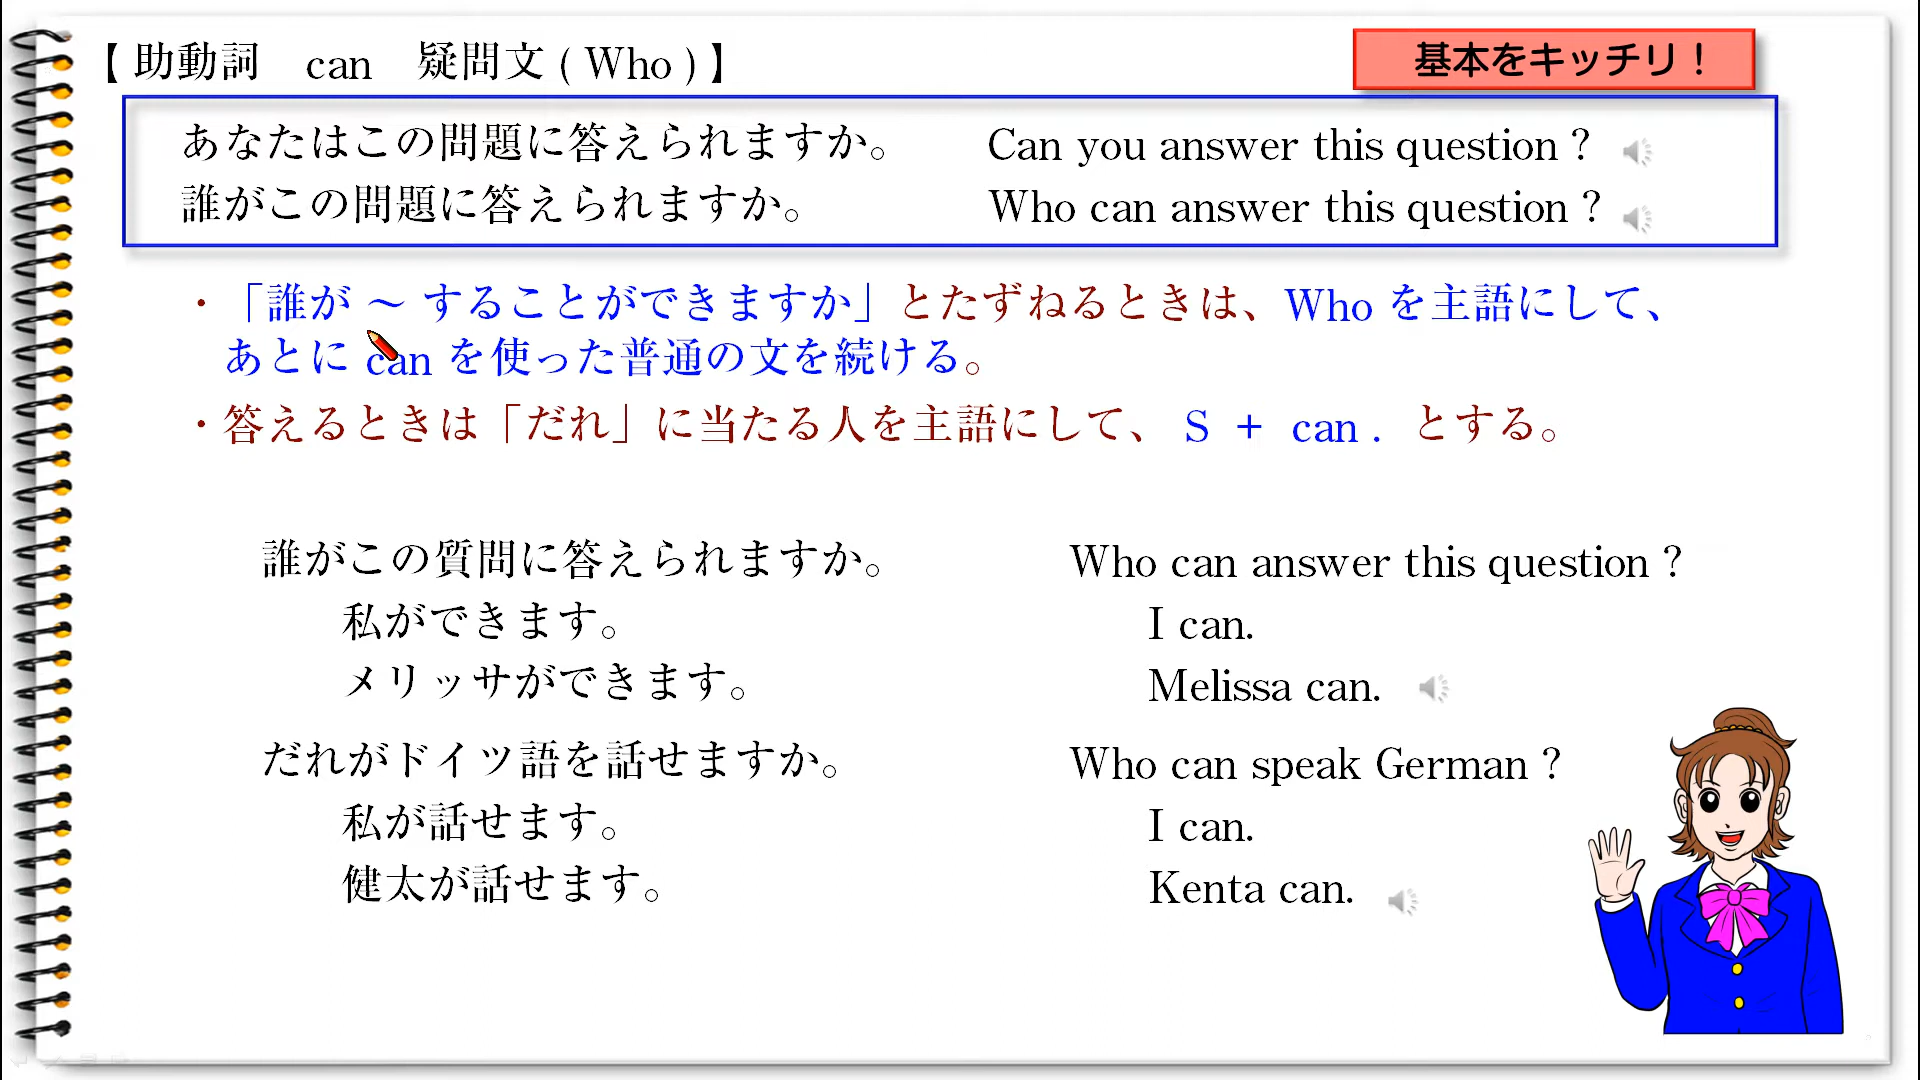 【 助動詞　can　疑問文 ( Who ) 】
基本をキッチリ！
あなたはこの問題に答えられますか。　Can you answer this question ?
誰がこの問題に答えられますか。　Who can answer this question ?
・「誰が ～ することができますか」とたずねるときは、Who を主語にして、
あとに can を使った普通の文を続ける。
・答えるときは「だれ」に当たる人を主語にして、 S + can . とする。
誰がこの質問に答えられますか。　Who can answer this question ?
私ができます。　I can.
メリッサができます。　Melissa can.
だれがドイツ語を話せますか。　Who can speak German ?
私が話せます。　I can.
健太が話せます。　Kenta can.